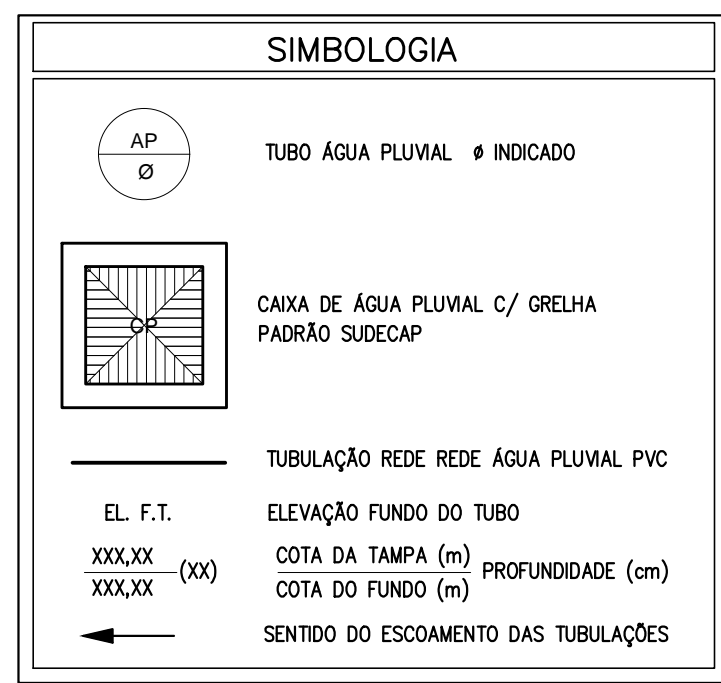 SIMBOLOGIA
AP
Ø
TUBO ÁGUA PLUVIAL ø INDICADO
CP
CAIXA DE ÁGUA PLUVIAL C/ GRELHA
PADRÃO SUDECAP
TUBULAÇÃO REDE REDE ÁGUA PLUVIAL PVC
EL. F.T. ELEVAÇÃO FUNDO DO TUBO
XXX,XX
XXX,XX
(XX)
COTA DA TAMPA (m)
COTA DO FUNDO (m)
PROFUNDIDADE (cm)
SENTIDO DO ESCOAMENTO DAS TUBULAÇÕES